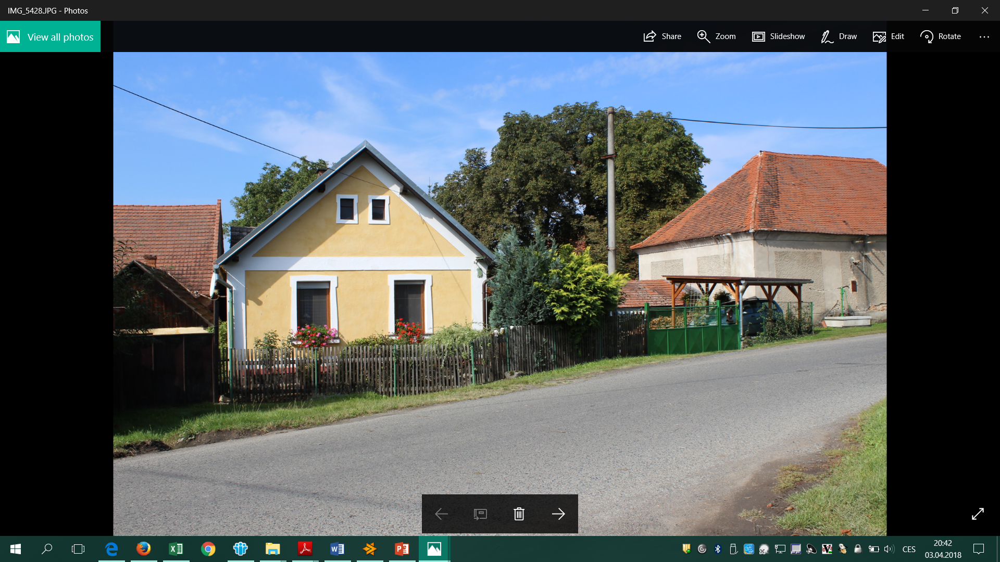 IMG_5428.JPG - Photos
View all photos
Share
Zoom
Slideshow
Draw
Edit
Rotate
CES
20:42
03.04.2018